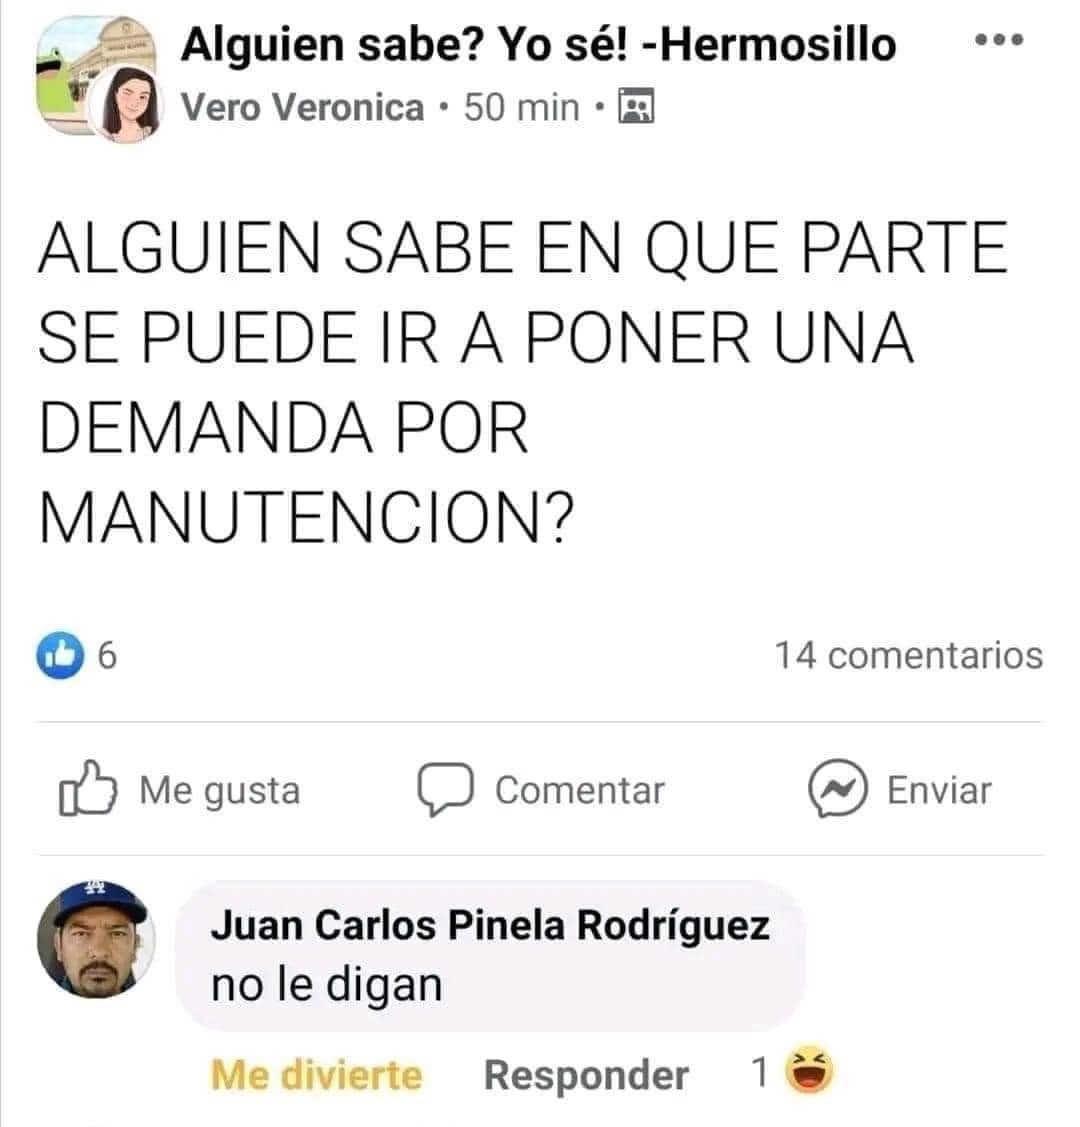 Alguien sabe? Yo sé! -Hermosillo
Vero Veronica • 50 min •
ALGUIEN SABE EN QUE PARTE
SE PUEDE IR A PONER UNA
DEMANDA POR
MANUTENCION?
6
14 comentarios
Me gusta
Comentar
Enviar
Juan Carlos Pinela Rodríguez
no le digan
Me divierte
Responder
1